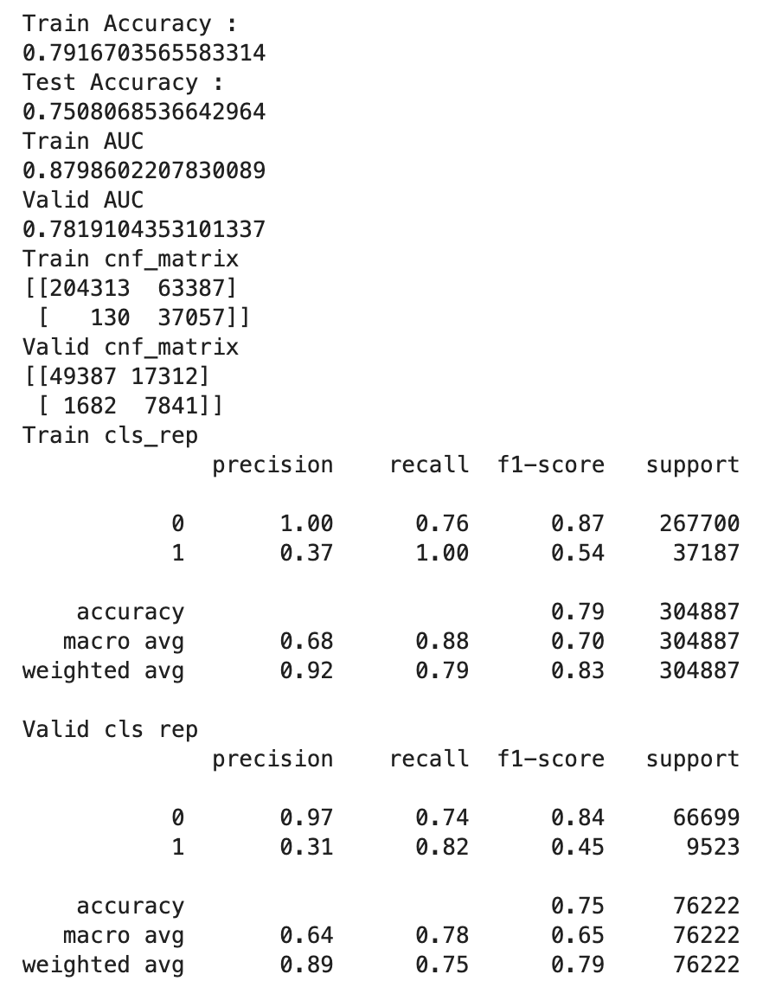 Train Accuracy :
0.7916703565583314
Test Accuracy :
0.7508068536642964
Train AUC
0.8798602207830089
Valid AUC
0.7819104353101337
Train cnf_matrix
[[204313  63387]
 [   130  37057]]
Valid cnf_matrix
[[49387 17312]
 [ 1682  7841]]
Train cls_rep
              precision    recall  f1-score   support
           0       1.00      0.76      0.87    267700
           1       0.37      1.00      0.54     37187
    accuracy                           0.79    304887
   macro avg       0.68      0.88      0.70    304887
weighted avg       0.92      0.79      0.83    304887
Valid cls rep
              precision    recall  f1-score   support
           0       0.97      0.74      0.84     66699
           1       0.31      0.82      0.45      9523
    accuracy                           0.75     76222
   macro avg       0.64      0.78      0.65     76222
weighted avg       0.89      0.75      0.79     76222